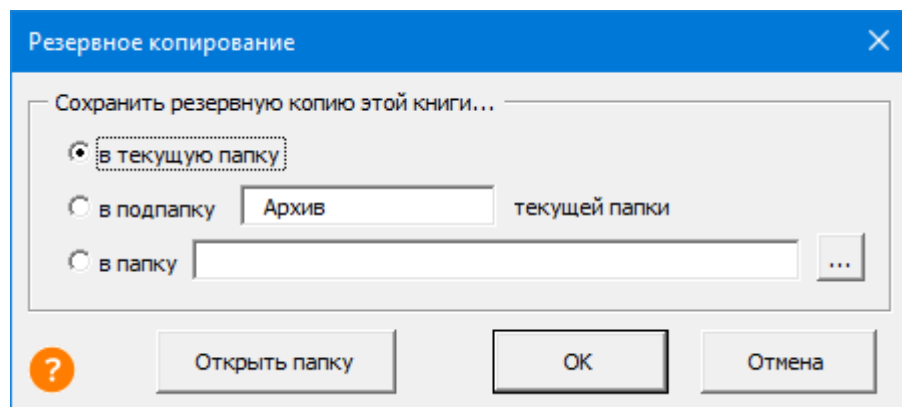 Резервное копирование
Сохранить резервную копию этой книги...
в текущую папку
в подпапку Архив текущей папки
в папку ...
? Открыть папку OK Отмена